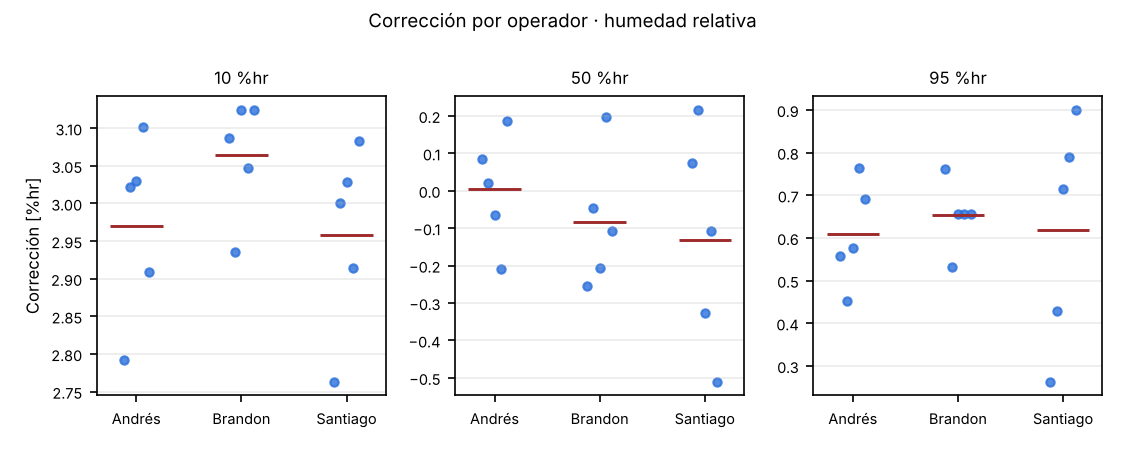 Corrección por operador · humedad relativa
10 %hr
50 %hr
95 %hr
Corrección [%hr]
3.10
3.05
3.00
2.95
2.90
2.85
2.80
2.75
Andrés
Brandon
Santiago
0.2
0.1
0.0
−0.1
−0.2
−0.3
−0.4
−0.5
Andrés
Brandon
Santiago
0.9
0.8
0.7
0.6
0.5
0.4
0.3
Andrés
Brandon
Santiago